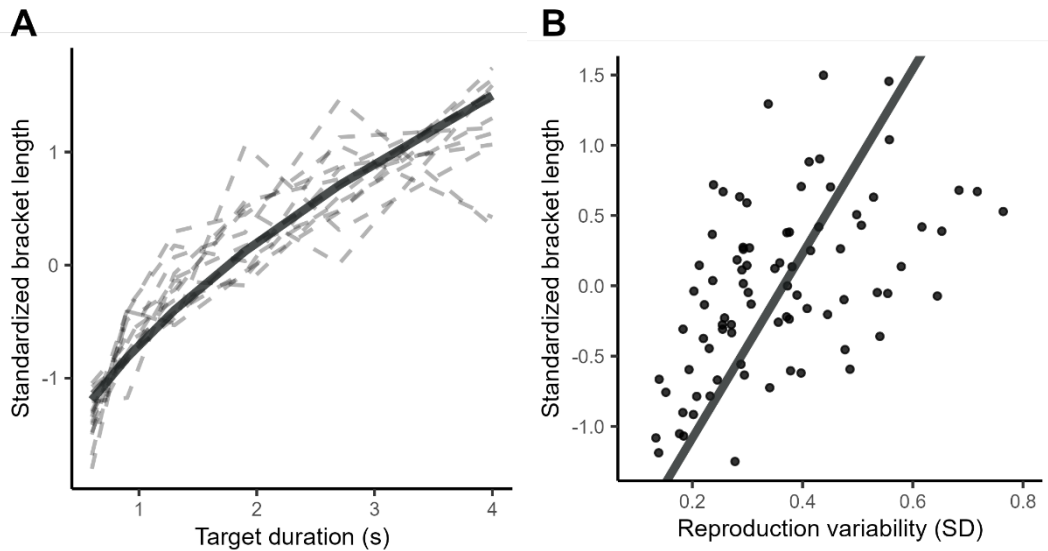 A
Standardized bracket length
1
0
-1
1
2
3
4
Target duration (s)
B
Standardized bracket length
1.5
1.0
0.5
0.0
-0.5
-1.0
0.2
0.4
0.6
0.8
Reproduction variability (SD)